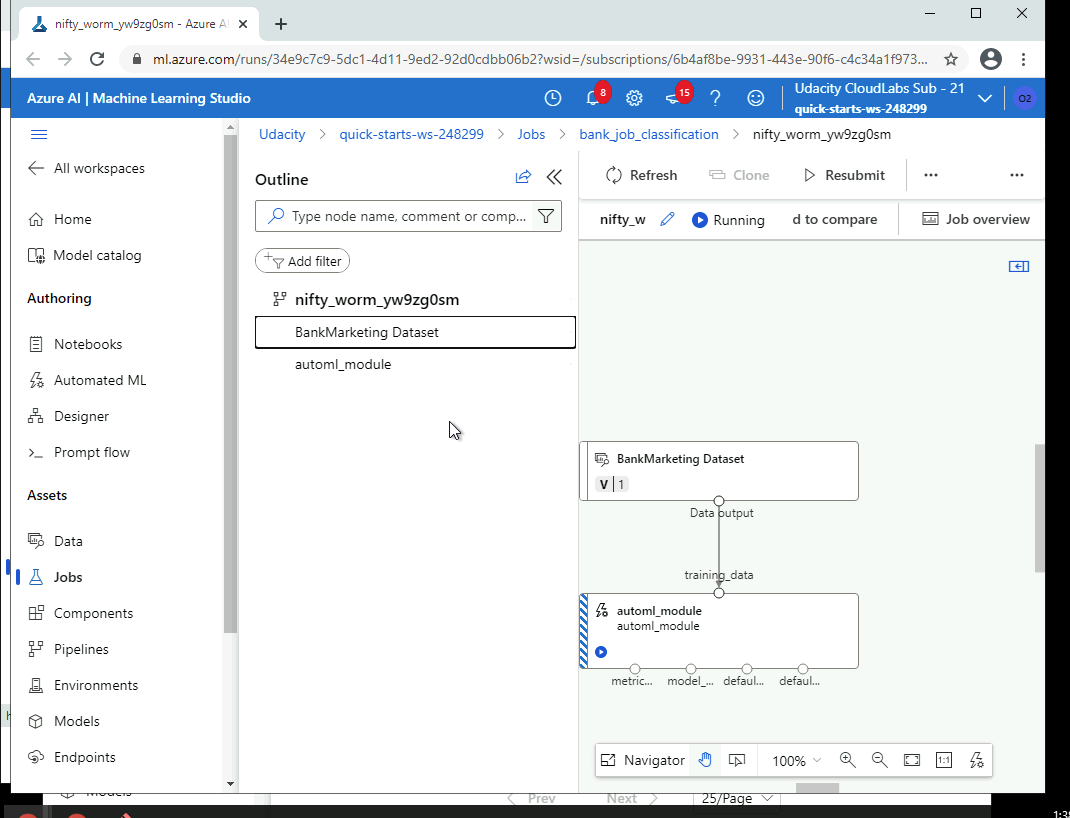 nifty_worm_yw9zg0sm - Azure A
ml.azure.com/runs/34e9c7c9-5dc1-4d11-9ed2-92d0cdbb06b2?wsid=/subscriptions/6b4af8be-9931-443e-90f6-c4c34a1f973...
Azure AI | Machine Learning Studio
8
15
Udacity CloudLabs Sub - 21
quick-starts-ws-248299
O2
All workspaces
Home
Model catalog
Authoring
Notebooks
Automated ML
Designer
Prompt flow
Assets
Data
Jobs
Components
Pipelines
Environments
Models
Endpoints
Udacity > quick-starts-ws-248299 > Jobs > bank_job_classification > nifty_worm_yw9zg0sm
Outline
Type node name, comment or comp...
Add filter
nifty_worm_yw9zg0sm
BankMarketing Dataset
automl_module
Refresh
Clone
Resubmit
nifty_w
Running
d to compare
Job overview
BankMarketing Dataset
V | 1
Data output
training_data
automl_module
automl_module
metric...
model_...
defaul...
defaul...
Navigator
100%
1:1
Models
Prev
Next
25/Page